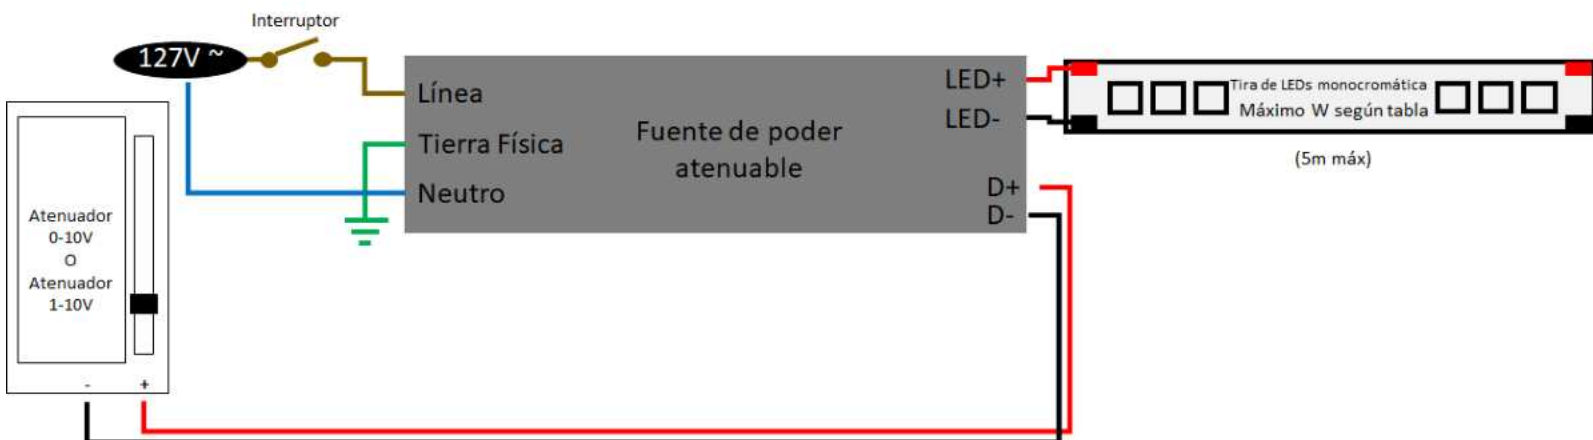 Interruptor
127V ~
Línea
Tierra Física
Neutro
Fuente de poder
atenuable
LED+
LED-
D+
D-
Tira de LEDs monocromática
Máximo W según tabla
(5m máx)
Atenuador
0-10V
O
Atenuador
1-10V
- +